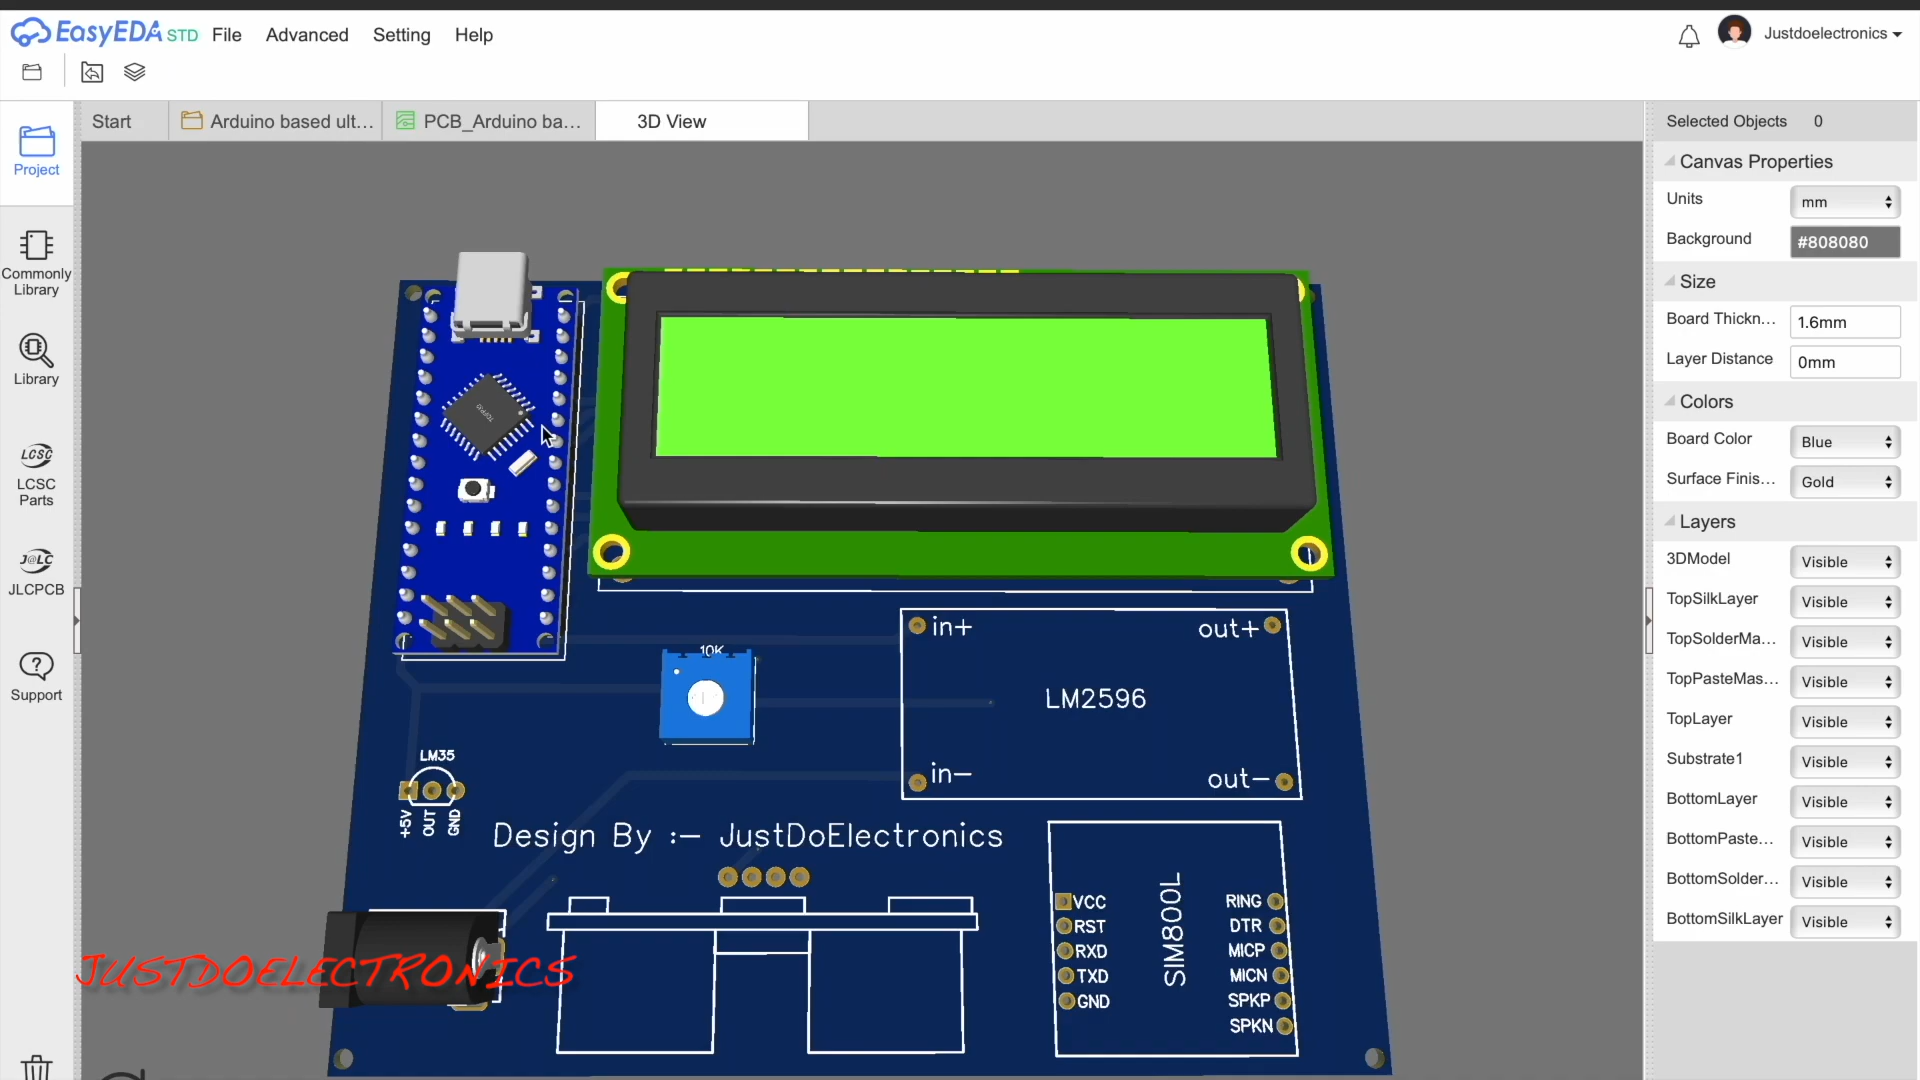 EasyEDA STD File Advanced Setting Help
Justdoelectronics
Start Arduino based ult... PCB_Arduino ba... 3D View
Project
Commonly
Library
Library
LCSC
LCSC
Parts
J@LC
JLCPCB
Support
10K
in+ out+
LM2596
in- out-
LM35
+5V OUT GND
Design By :- JustDoElectronics
VCC
RST
RXD
TXD
GND
SIM800L
RING
DTR
MICP
MICN
SPKP
SPKN
JUSTDOELECTRONICS
Selected Objects 0
Canvas Properties
Units mm
Background #808080
Size
Board Thickn... 1.6mm
Layer Distance 0mm
Colors
Board Color Blue
Surface Finis... Gold
Layers
3DModel Visible
TopSilkLayer Visible
TopSolderMa... Visible
TopPasteMas... Visible
TopLayer Visible
Substrate1 Visible
BottomLayer Visible
BottomPaste... Visible
BottomSolder... Visible
BottomSilkLayer Visible